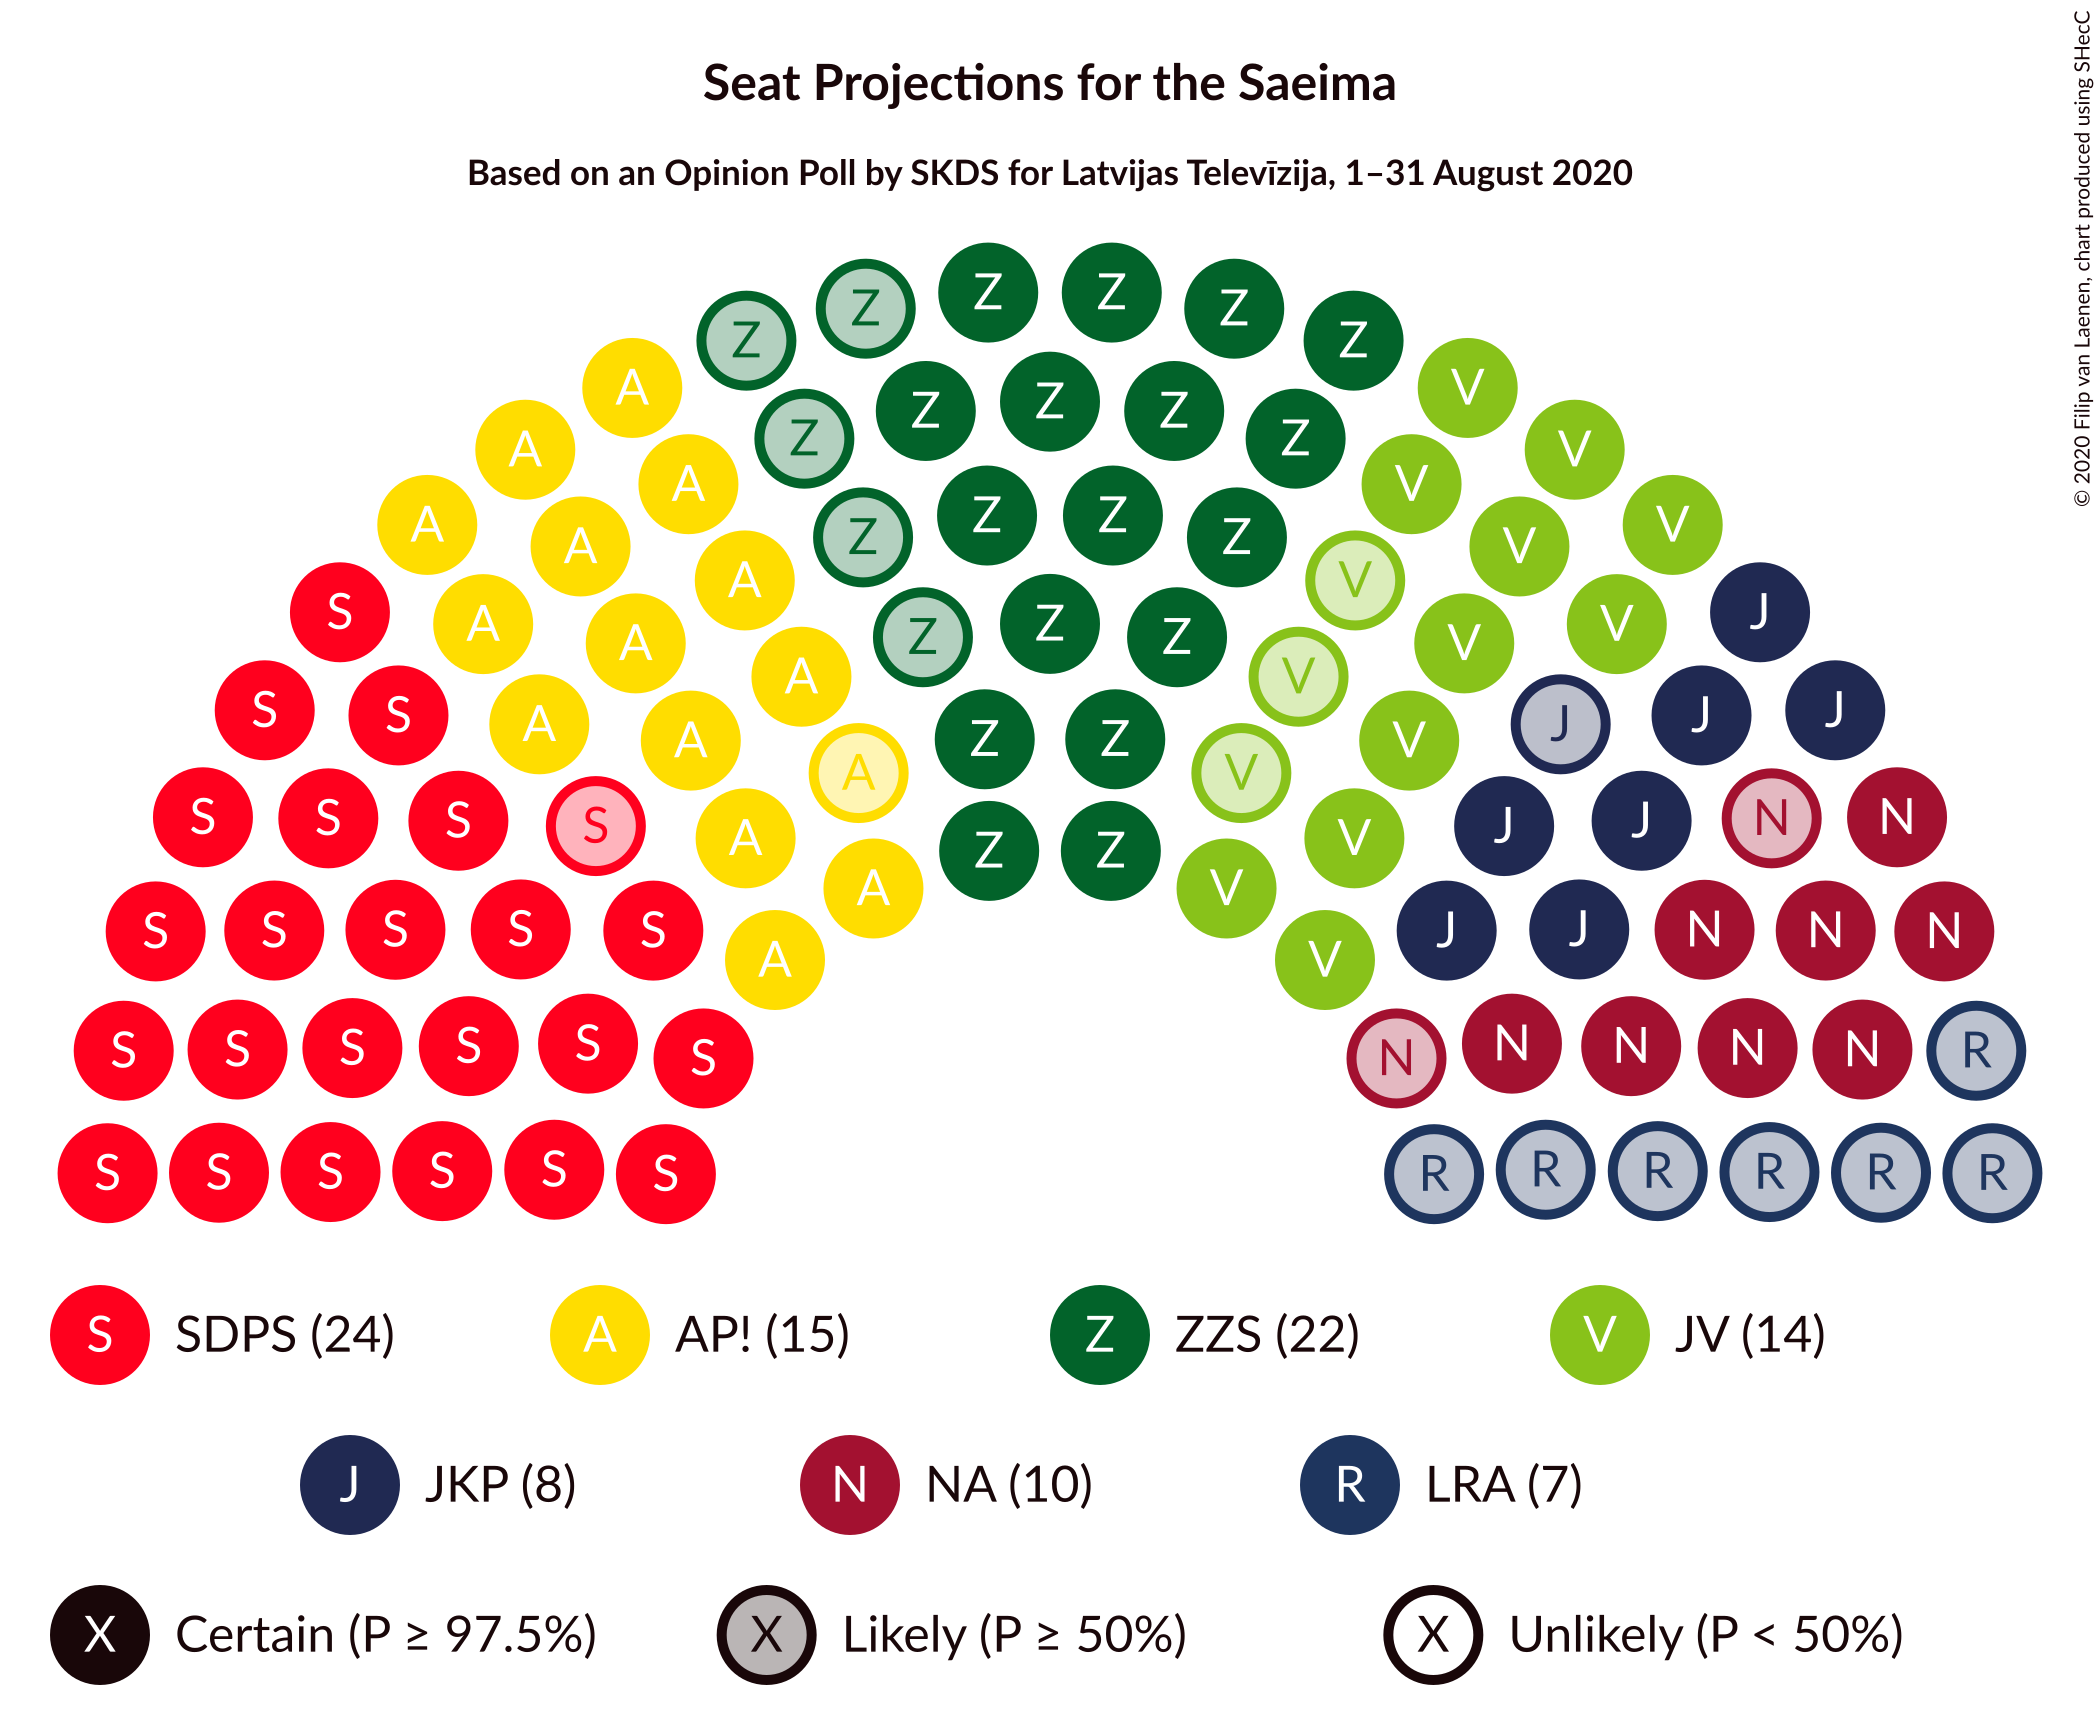 Seat Projections for the Saeima
Based on an Opinion Poll by SKDS for Latvijas Televīzija, 1–31 August 2020
© 2020 Filip van Laenen, chart produced using SHecC
Z Z Z Z Z Z
A Z Z Z Z Z V
A A Z Z Z Z Z V V
A A A Z Z Z V V V
S A A A Z Z V V V J
S S A A A Z Z V V J J J
S S S S A A Z Z V V J J N N
S S S S S A A V V J J N N N
S S S S S S N N N N N R
S S S S S S R R R R R R
S SDPS (24) A AP! (15) Z ZZS (22) V JV (14)
J JKP (8) N NA (10) R LRA (7)
X Certain (P ≥ 97.5%) X Likely (P ≥ 50%) X Unlikely (P < 50%)